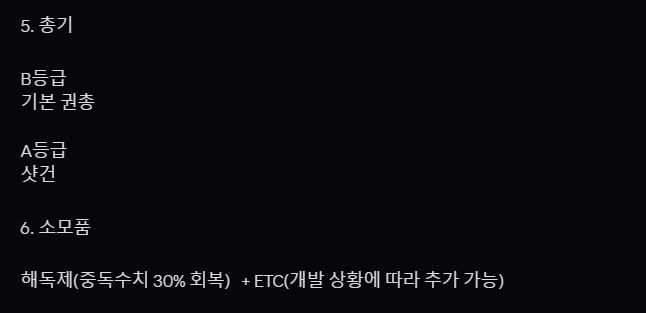 5. 총기
B등급
기본 권총
A등급
샷건
6. 소모품
해독제(중독수치 30% 회복) + ETC(개발 상황에 따라 추가 가능)